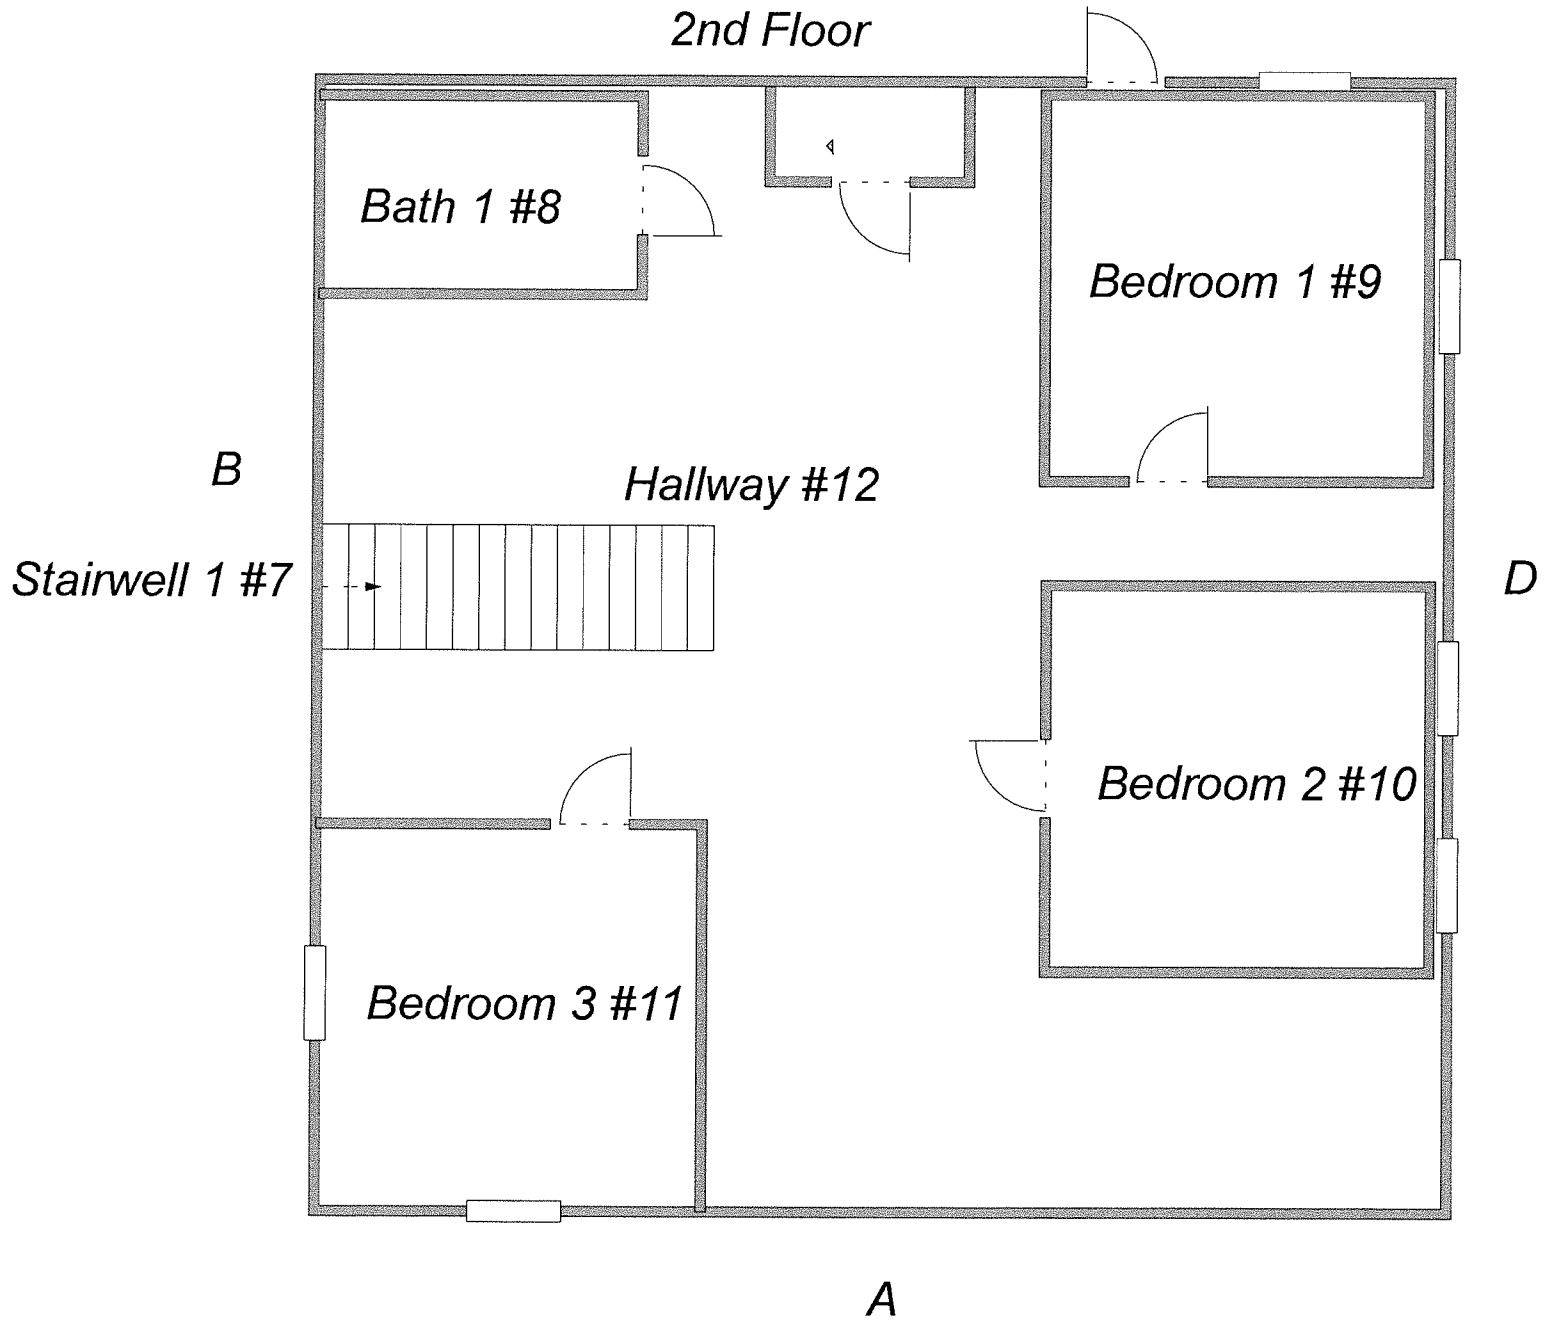 2nd Floor
Bath 1 #8
Bedroom 1 #9
B
Hallway #12
Stairwell 1 #7
D
Bedroom 2 #10
Bedroom 3 #11
A